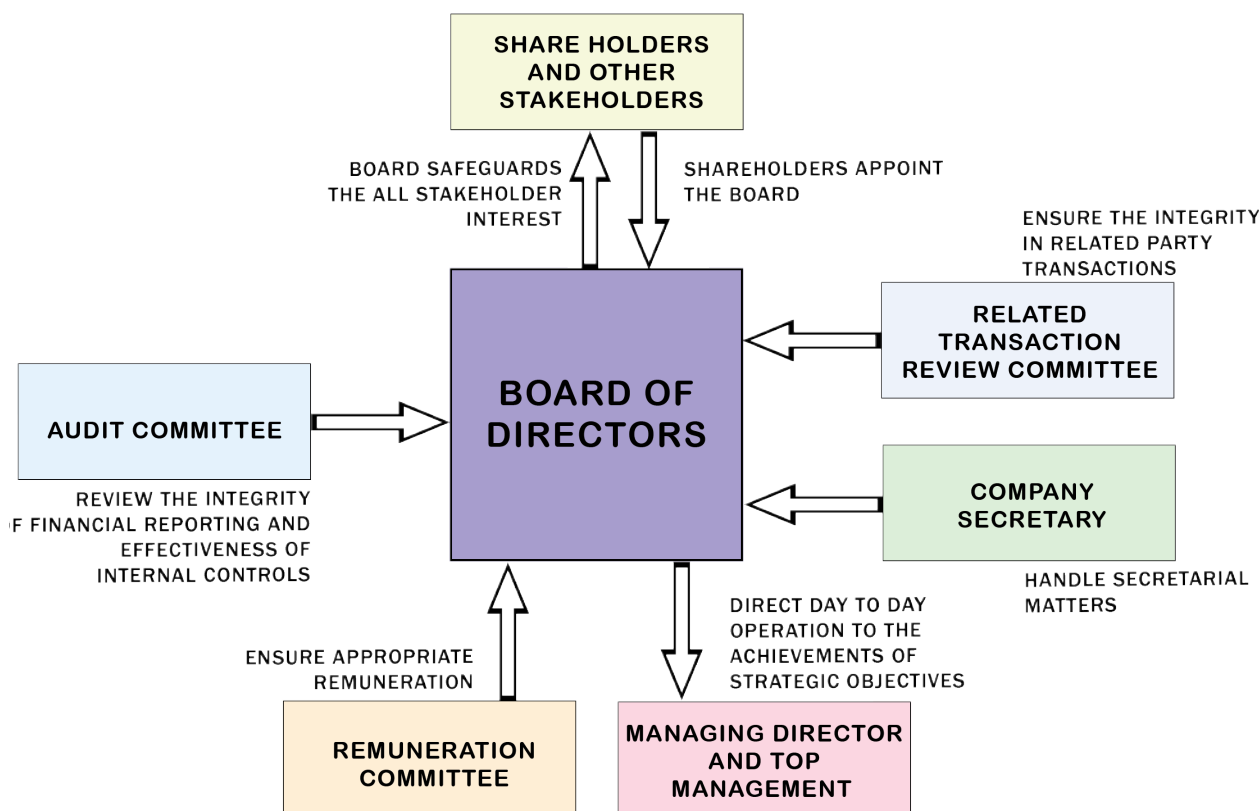 SHARE HOLDERS
AND OTHER
STAKEHOLDERS
BOARD SAFEGUARDS
THE ALL STAKEHOLDER
INTEREST
SHAREHOLDERS APPOINT
THE BOARD
ENSURE THE INTEGRITY
IN RELATED PARTY
TRANSACTIONS
RELATED
TRANSACTION
REVIEW COMMITTEE
BOARD OF
DIRECTORS
AUDIT COMMITTEE
REVIEW THE INTEGRITY
F FINANCIAL REPORTING AND
EFFECTIVENESS OF
INTERNAL CONTROLS
COMPANY
SECRETARY
HANDLE SECRETARIAL
MATTERS
ENSURE APPROPRIATE
REMUNERATION
DIRECT DAY TO DAY
OPERATION TO THE
ACHIEVEMENTS OF
STRATEGIC OBJECTIVES
REMUNERATION
COMMITTEE
MANAGING DIRECTOR
AND TOP
MANAGEMENT